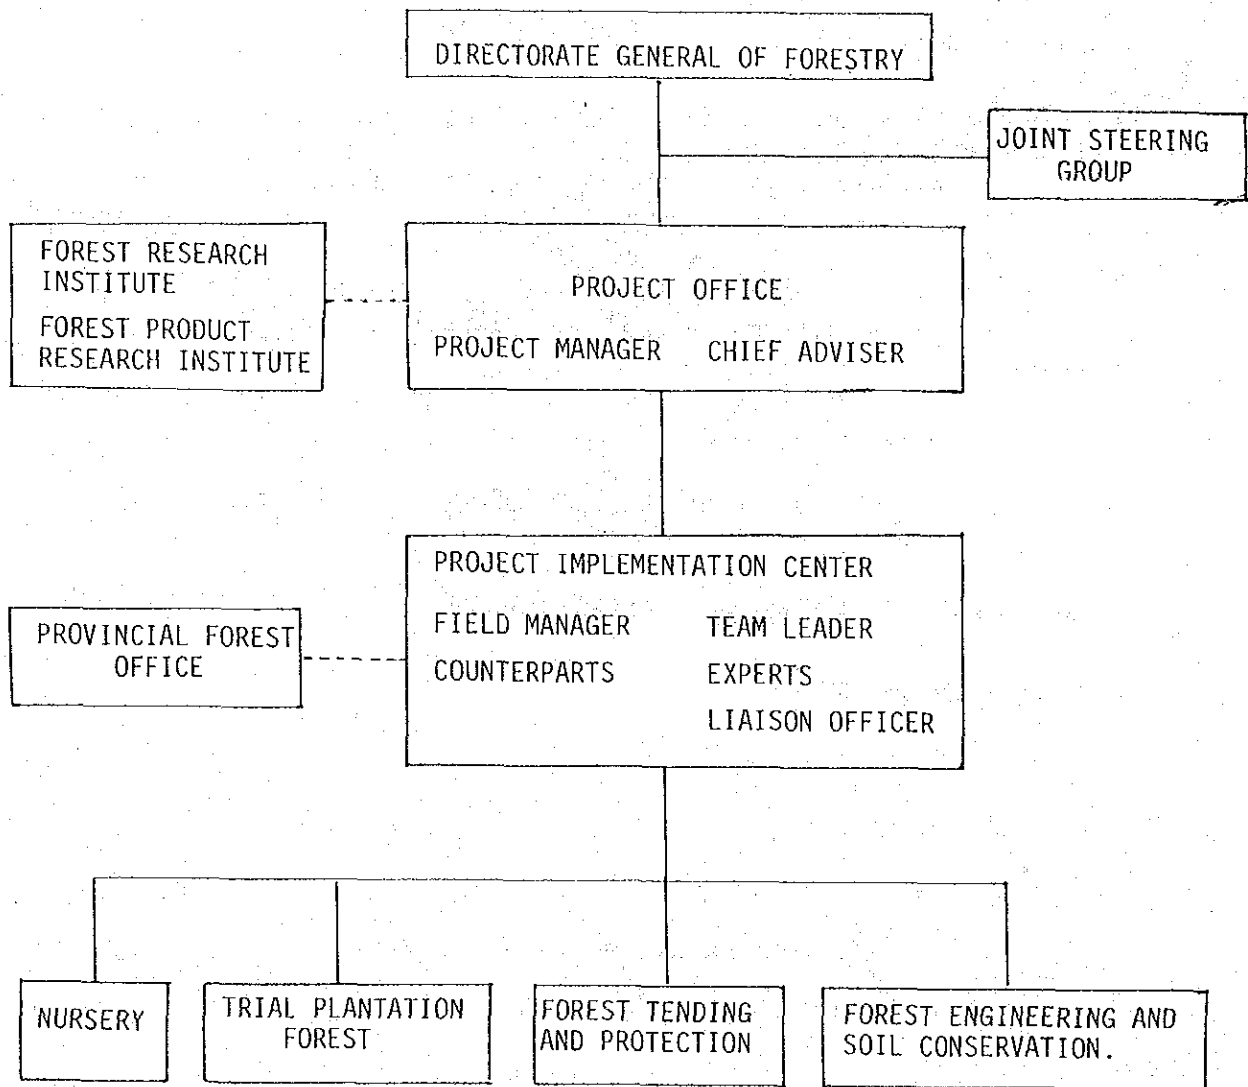 DIRECTORATE GENERAL OF FORESTRY
JOINT STEERING
GROUP
FOREST RESEARCH
INSTITUTE
FOREST PRODUCT
RESEARCH INSTITUTE
PROJECT OFFICE
PROJECT MANAGER CHIEF ADVISER
PROJECT IMPLEMENTATION CENTER
FIELD MANAGER TEAM LEADER
COUNTERPARTS EXPERTS
LIAISON OFFICER
PROVINCIAL FOREST
OFFICE
NURSERY
TRIAL PLANTATION
FOREST
FOREST TENDING
AND PROTECTION
FOREST ENGINEERING AND
SOIL CONSERVATION.